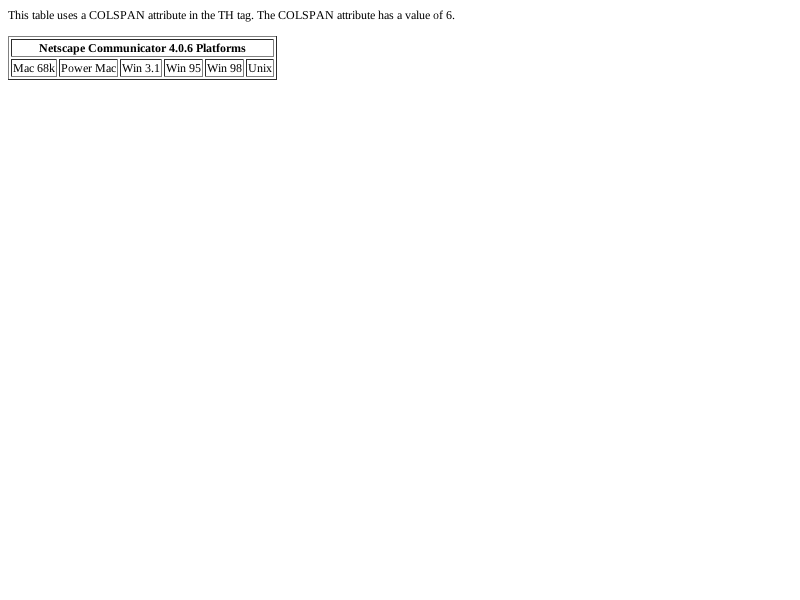 This table uses a COLSPAN attribute in the TH tag. The COLSPAN attribute has a value of 6.
Netscape Communicator 4.0.6 Platforms
Mac 68k Power Mac Win 3.1 Win 95 Win 98 Unix